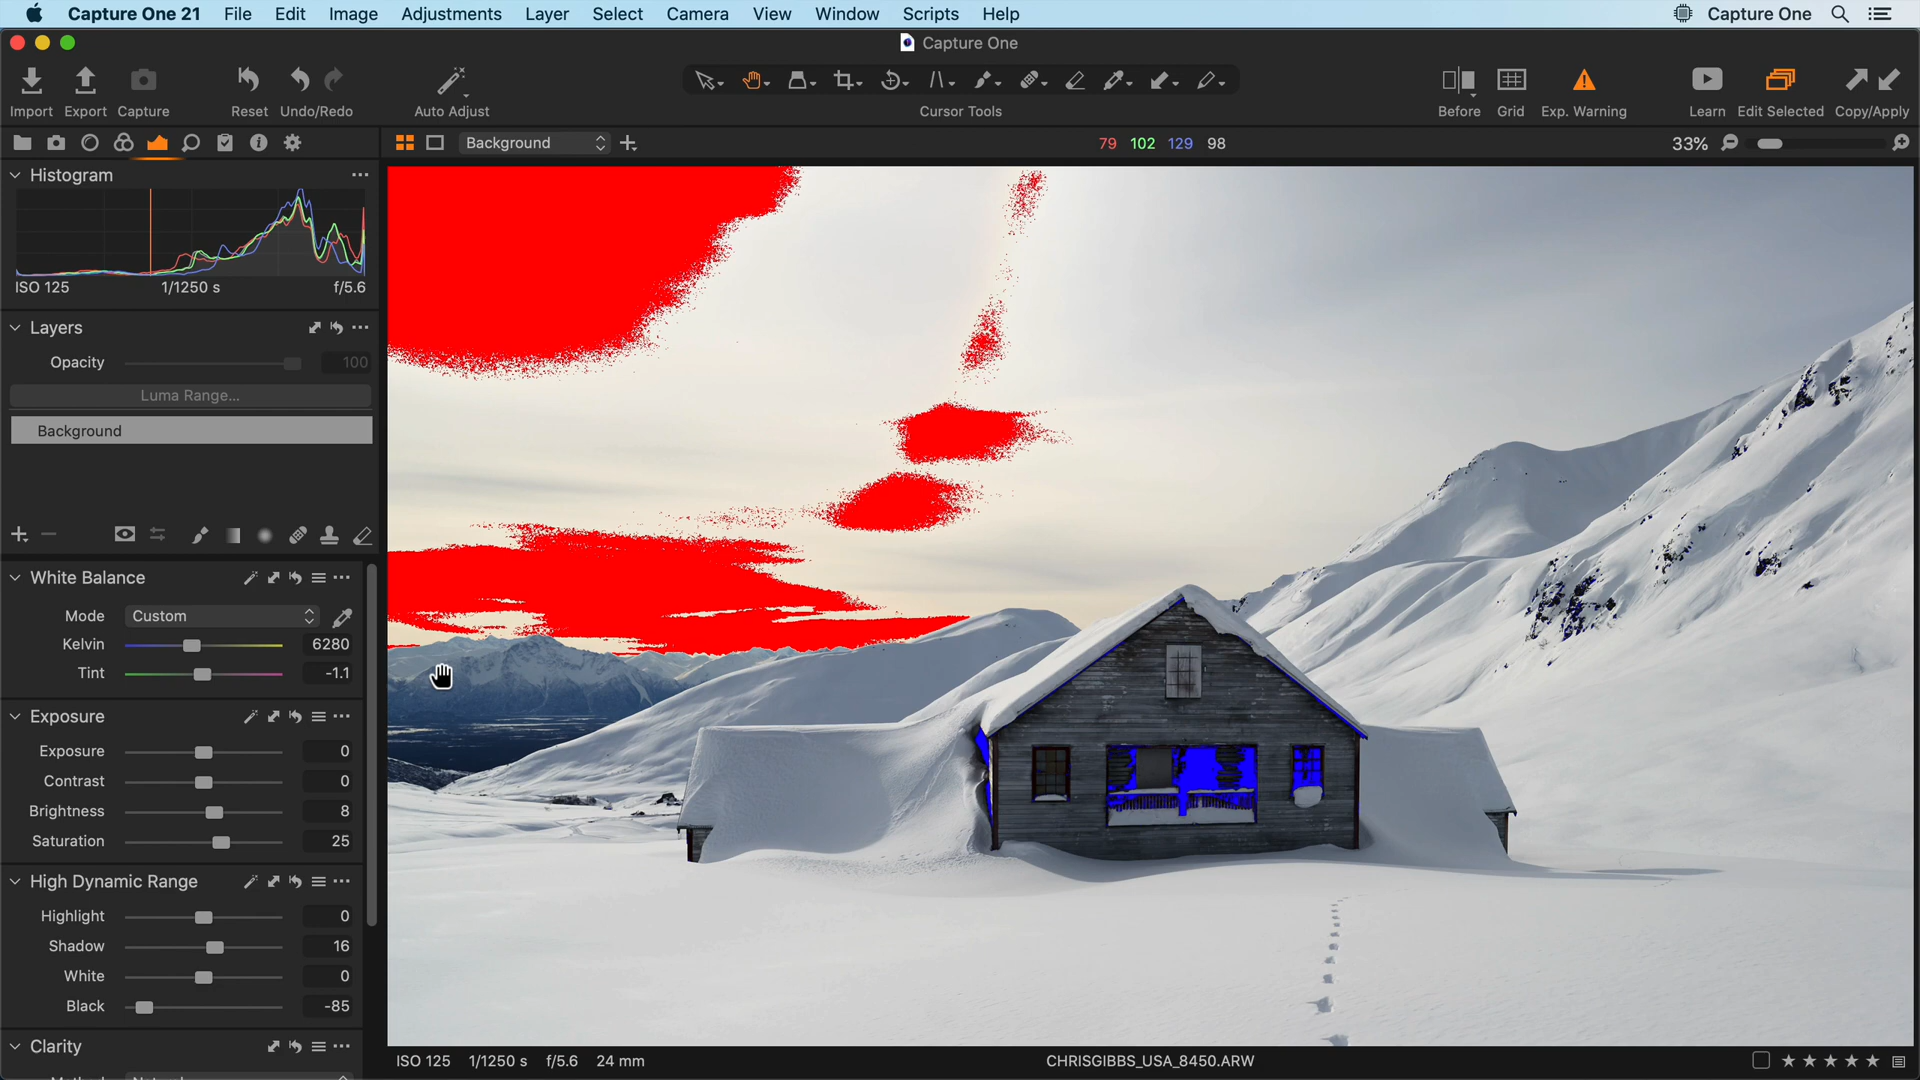 Capture One 21 File Edit Image Adjustments Layer Select Camera View Window Scripts Help Capture One
Capture One
Import Export Capture Reset Undo/Redo Auto Adjust Cursor Tools Before Grid Exp. Warning Learn Edit Selected Copy/Apply
Background 79 102 129 98 33%
Histogram
ISO 125 1/1250 s f/5.6
Layers
Opacity 100
Luma Range...
Background
White Balance
Mode Custom
Kelvin 6280
Tint -1.1
Exposure
Exposure 0
Contrast 0
Brightness 8
Saturation 25
High Dynamic Range
Highlight 0
Shadow 16
White 0
Black -85
Clarity
ISO 125 1/1250 s f/5.6 24 mm CHRISGIBBS_USA_8450.ARW